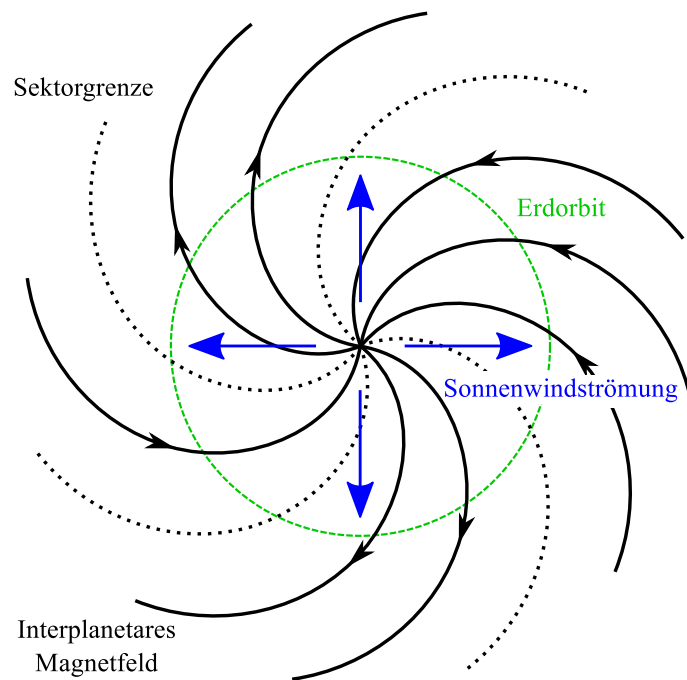 Sektorgrenze
Erdorbit
Sonnenwindströmung
Interplanetares
Magnetfeld